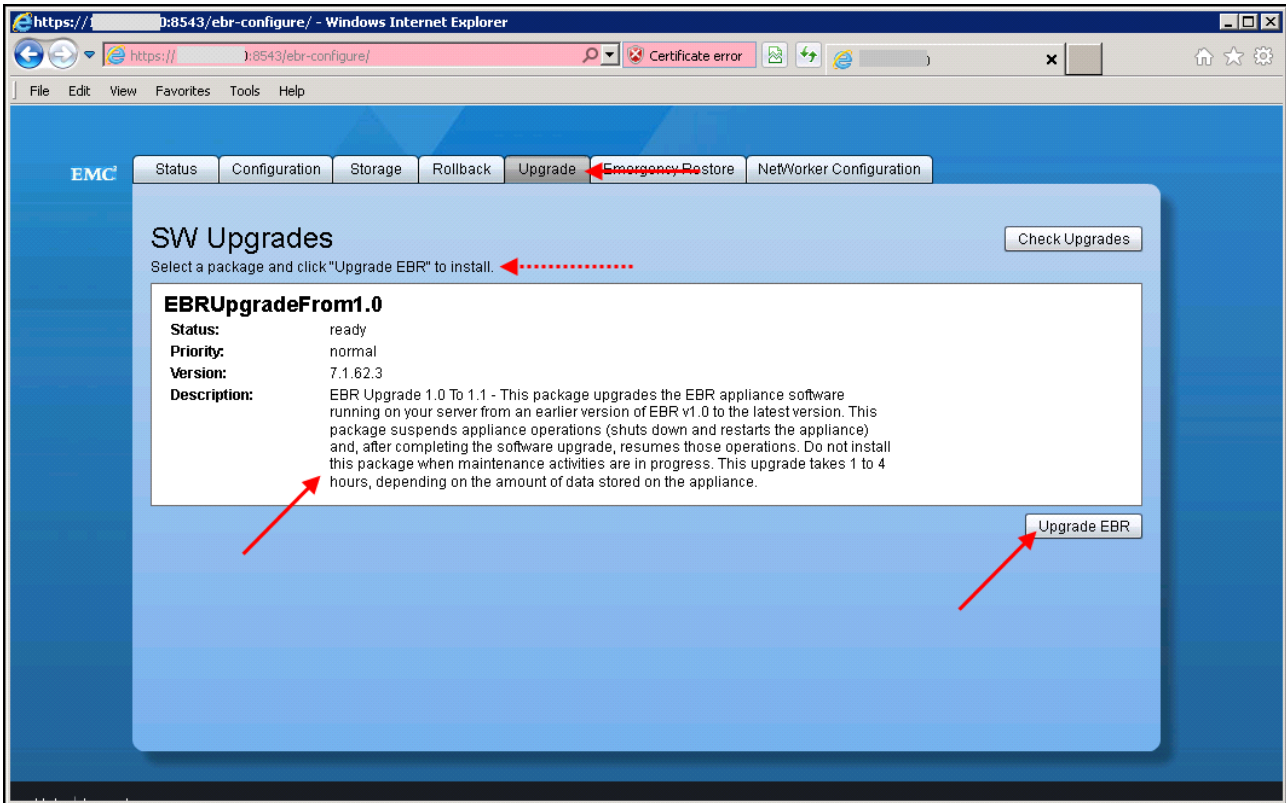 https:// :8543/ebr-configure/ - Windows Internet Explorer
https:// :8543/ebr-configure/ Certificate error
File Edit View Favorites Tools Help
EMC²
Status Configuration Storage Rollback Upgrade Emergency Restore NetWorker Configuration
SW Upgrades
Check Upgrades
Select a package and click "Upgrade EBR" to install.
EBRUpgradeFrom1.0
Status: ready
Priority: normal
Version: 7.1.62.3
Description: EBR Upgrade 1.0 To 1.1 - This package upgrades the EBR appliance software
running on your server from an earlier version of EBR v1.0 to the latest version. This
package suspends appliance operations (shuts down and restarts the appliance)
and, after completing the software upgrade, resumes those operations. Do not install
this package when maintenance activities are in progress. This upgrade takes 1 to 4
hours, depending on the amount of data stored on the appliance.
Upgrade EBR